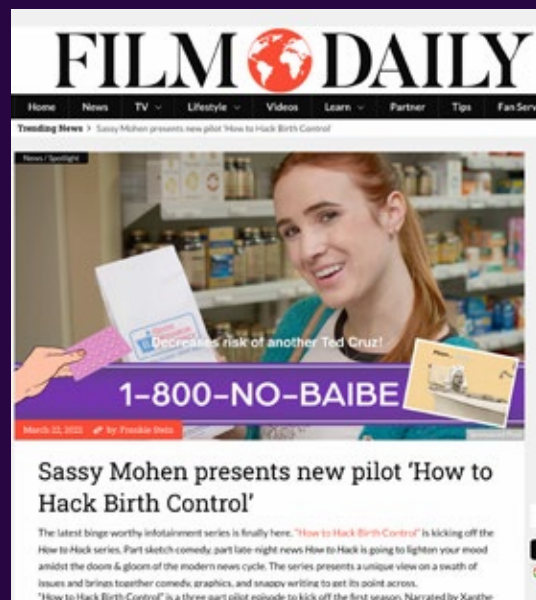 FILM DAILY
Home News TV Lifestyle Videos Learn Partner Tips Fan Serv
Trending News > Sassy Mohen presents new pilot 'How to Hack Birth Control'
News / Spotlight
Decreases risk of another Ted Cruz!
1-800-NO-BAIBE
March 22, 2022 by Frankie Stein
Sassy Mohen presents new pilot ‘How to
Hack Birth Control’
The latest binge worthy infotainment series is finally here. "How to Hack Birth Control" is kicking off the
How to Hack series. Part sketch comedy, part late-night news How to Hack is going to lighten your mood
amidst the doom & gloom of the modern news cycle. The series presents a unique view on a swath of
issues and brings together comedy, graphics, and snappy writing to get its point across.
"How to Hack Birth Control" is a three part pilot episode to kick off the first season. Narrated by Xanthe